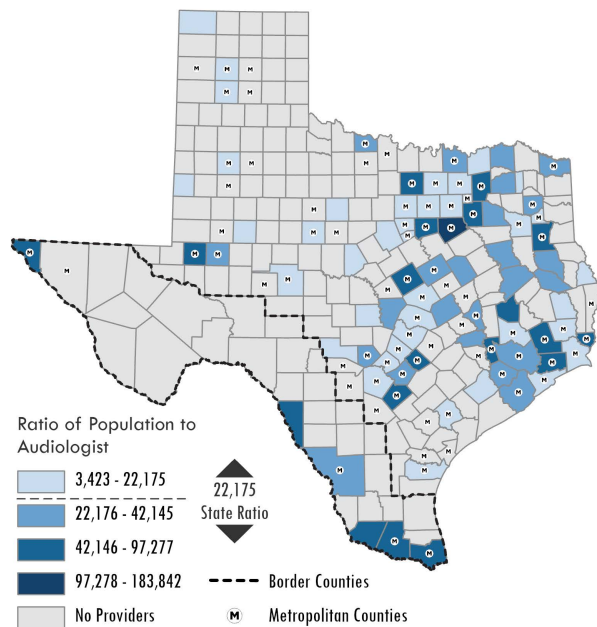 Ratio of Population to
Audiologist
3,423 - 22,175
22,176 - 42,145
42,146 - 97,277
97,278 - 183,842
No Providers
22,175
State Ratio
Border Counties
M Metropolitan Counties